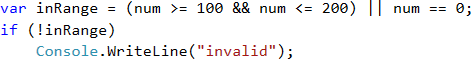 var inRange = (num >= 100 && num <= 200) || num == 0;
if (!inRange)
    Console.WriteLine("invalid");